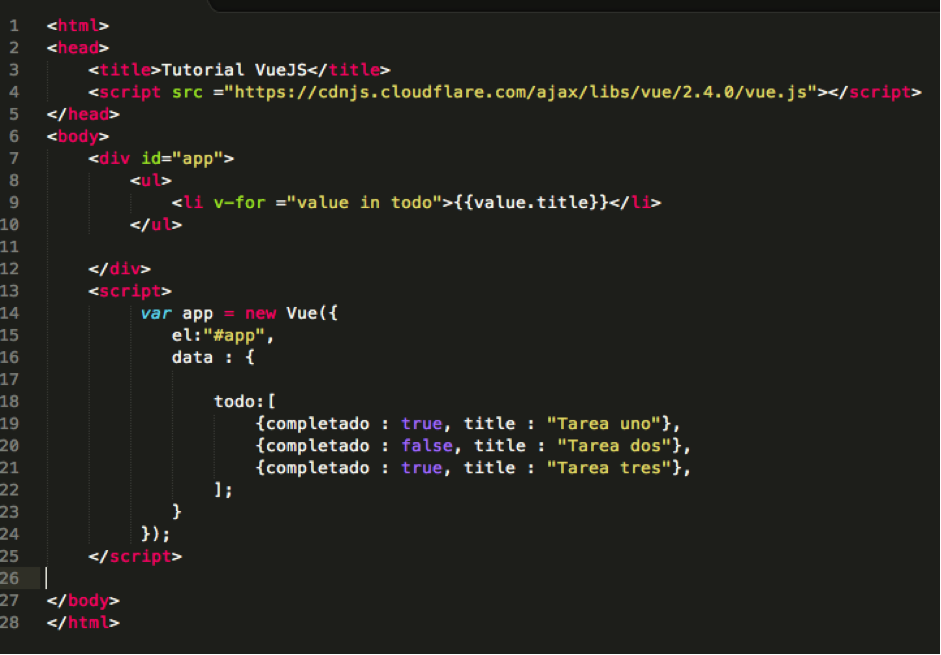 1 <html>
2 <head>
3 <title>Tutorial VueJS</title>
4 <script src ="https://cdnjs.cloudflare.com/ajax/libs/vue/2.4.0/vue.js"></script>
5 </head>
6 <body>
7 <div id="app">
8 <ul>
9 <li v-for ="value in todo">{{value.title}}</li>
10 </ul>
11
12 </div>
13 <script>
14 var app = new Vue({
15 el:"#app",
16 data : {
17
18 todo:[
19 {completado : true, title : "Tarea uno"},
20 {completado : false, title : "Tarea dos"},
21 {completado : true, title : "Tarea tres"},
22 ];
23 }
24 });
25 </script>
26
27 </body>
28 </html>